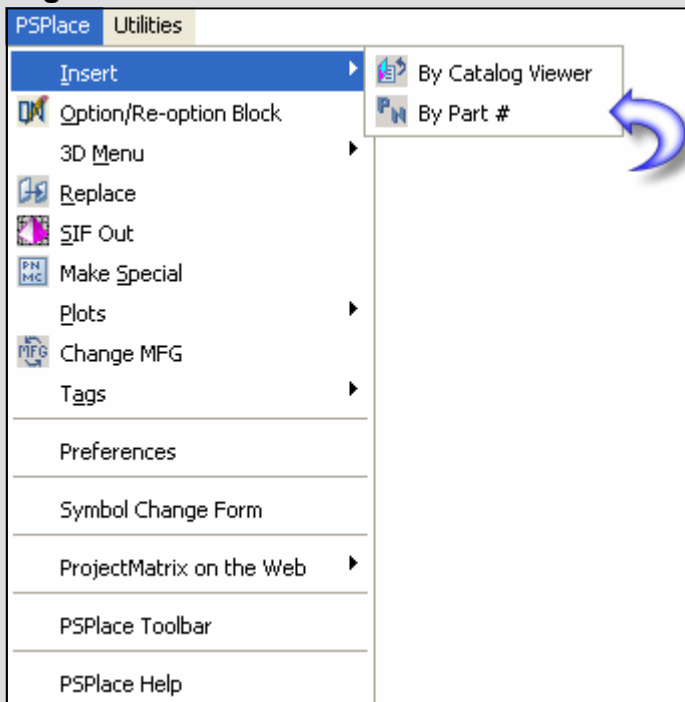 PSPlace Utilities
Insert
By Catalog Viewer
Option/Re-option Block
By Part #
3D Menu
Replace
SIF Out
Make Special
Plots
Change MFG
Tags
Preferences
Symbol Change Form
ProjectMatrix on the Web
PSPlace Toolbar
PSPlace Help